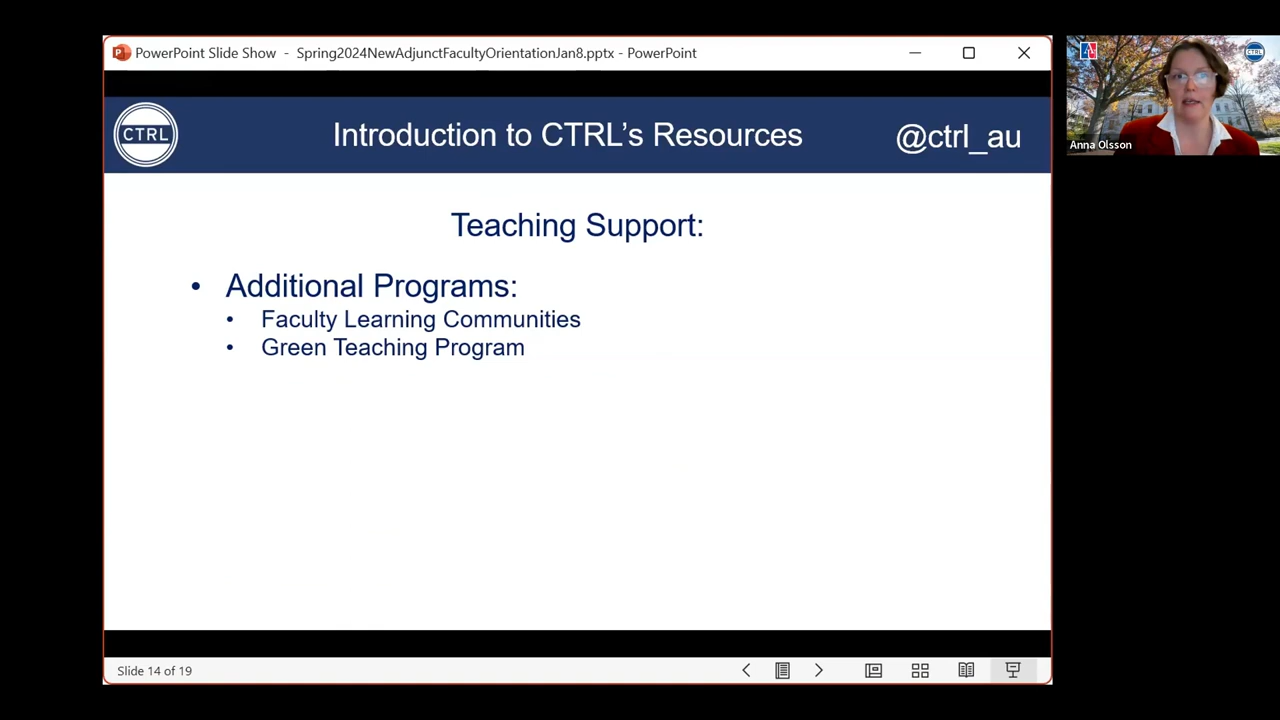 PowerPoint Slide Show - Spring2024NewAdjunctFacultyOrientationJan8.pptx - PowerPoint
CTRL
Introduction to CTRL's Resources
@ctrl_au
CTRL
Anna Olsson
Teaching Support:
• Additional Programs:
• Faculty Learning Communities
• Green Teaching Program
Slide 14 of 19